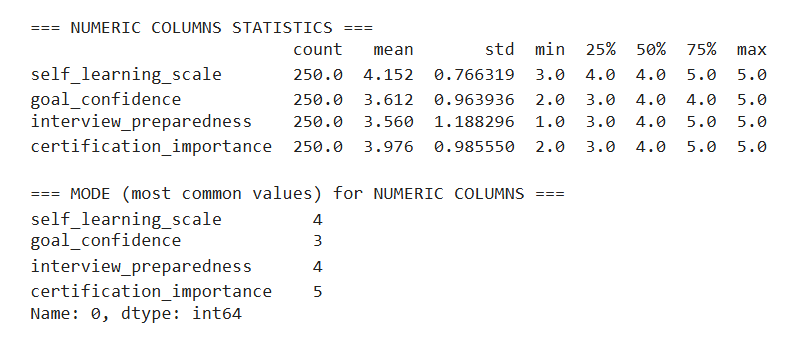 === NUMERIC COLUMNS STATISTICS ===
count mean std min 25% 50% 75% max
self_learning_scale 250.0 4.152 0.766319 3.0 4.0 4.0 5.0 5.0
goal_confidence 250.0 3.612 0.963936 2.0 3.0 4.0 4.0 5.0
interview_preparedness 250.0 3.560 1.188296 1.0 3.0 4.0 5.0 5.0
certification_importance 250.0 3.976 0.985550 2.0 3.0 4.0 5.0 5.0
=== MODE (most common values) for NUMERIC COLUMNS ===
self_learning_scale 4
goal_confidence 3
interview_preparedness 4
certification_importance 5
Name: 0, dtype: int64